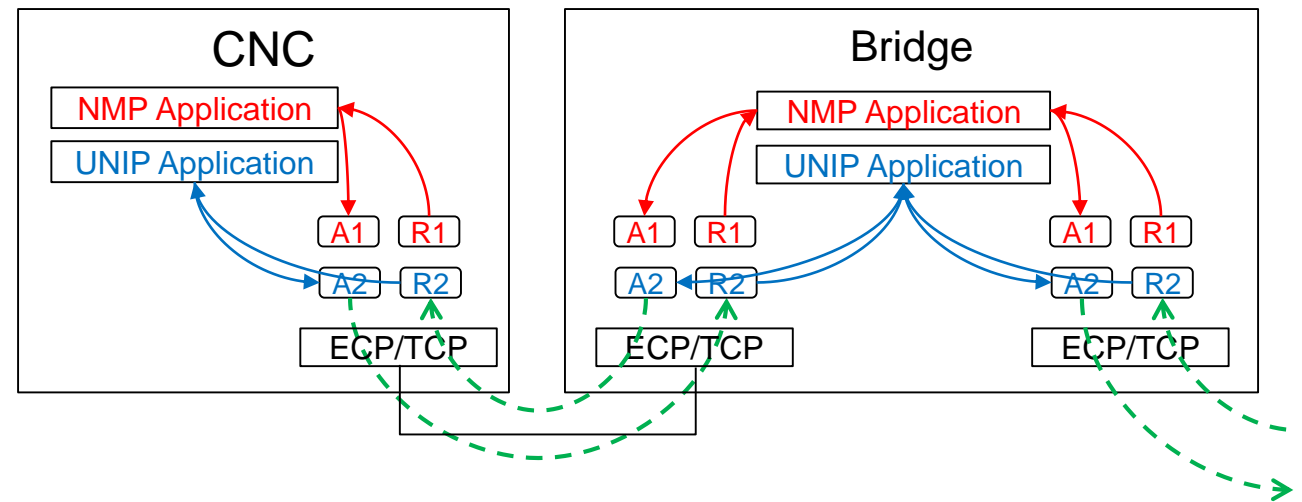 CNC
NMP Application
UNIP Application
A1
R1
A2
R2
ECP/TCP
Bridge
NMP Application
UNIP Application
A1
R1
A1
R1
A2
R2
A2
R2
ECP/TCP
ECP/TCP